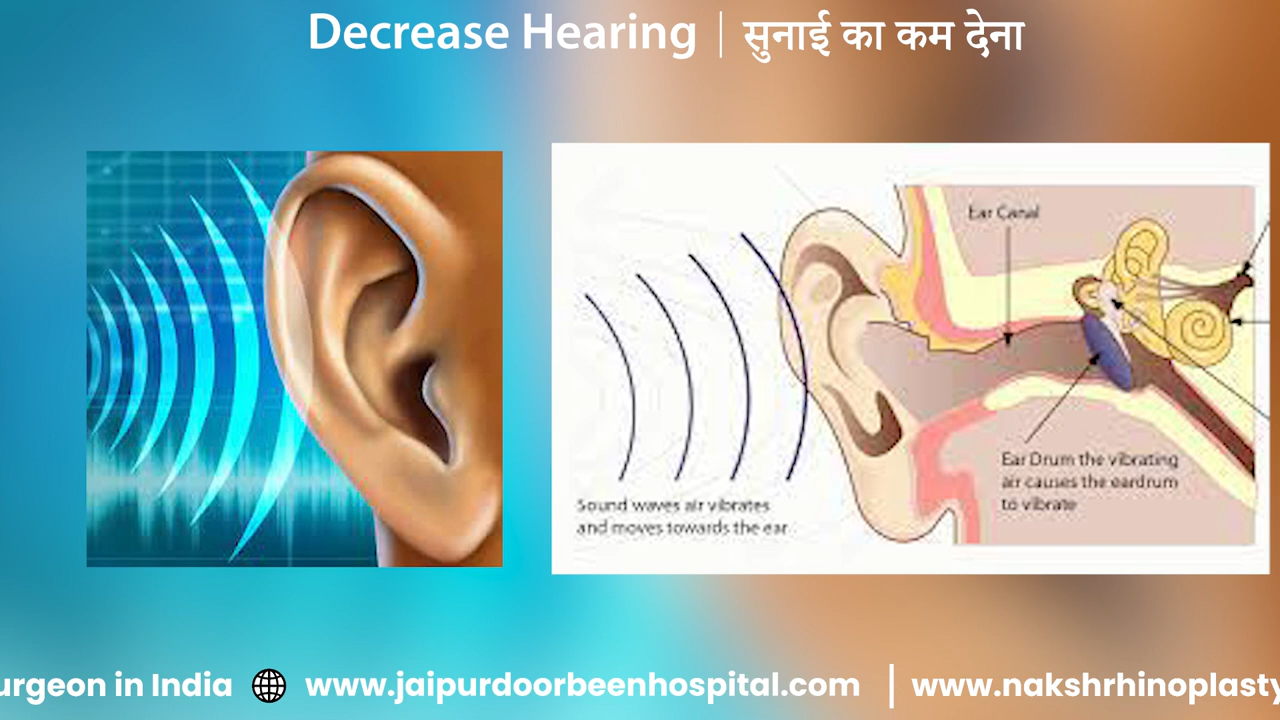 Decrease Hearing | सुनाई का कम देना
Ear Canal
Ear Drum the vibrating
air causes the eardrum
to vibrate
Sound waves air vibrates
and moves towards the ear
urgeon in India www.jaipurdoorbeenhospital.com | www.nakshrhinoplasty